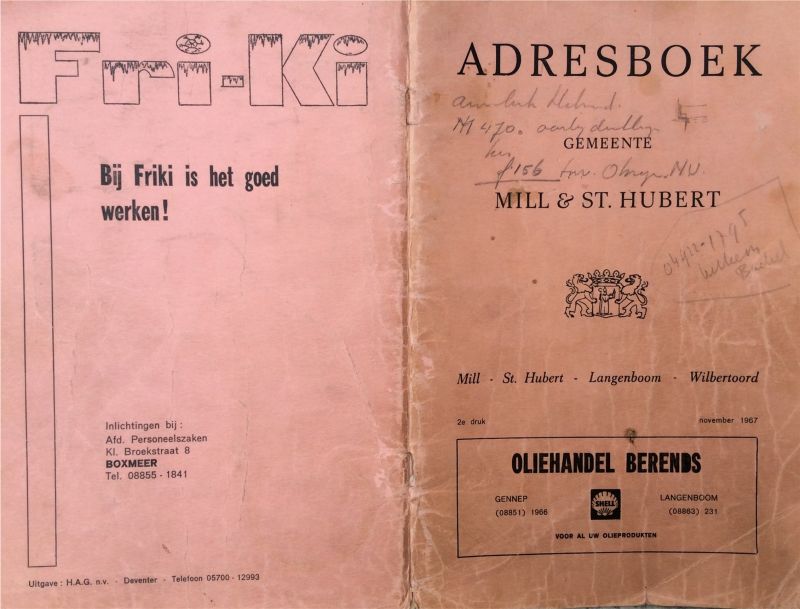 Fri-Ki
Bij Friki is het goed
werken!
Inlichtingen bij :
Afd. Personeelszaken
Kl. Broekstraat 8
BOXMEER
Tel. 08855 - 1841
Uitgave : H.A.G. n.v. - Deventer - Telefoon 05700 - 12993
ADRESBOEK
GEMEENTE
f 156
MILL & ST. HUBERT
Mill - St. Hubert - Langenboom - Wilbertoord
2e druk november 1967
OLIEHANDEL BERENDS
GENNEP
(08851) 1966
SHELL
LANGENBOOM
(08863) 231
VOOR AL UW OLIEPRODUKTEN